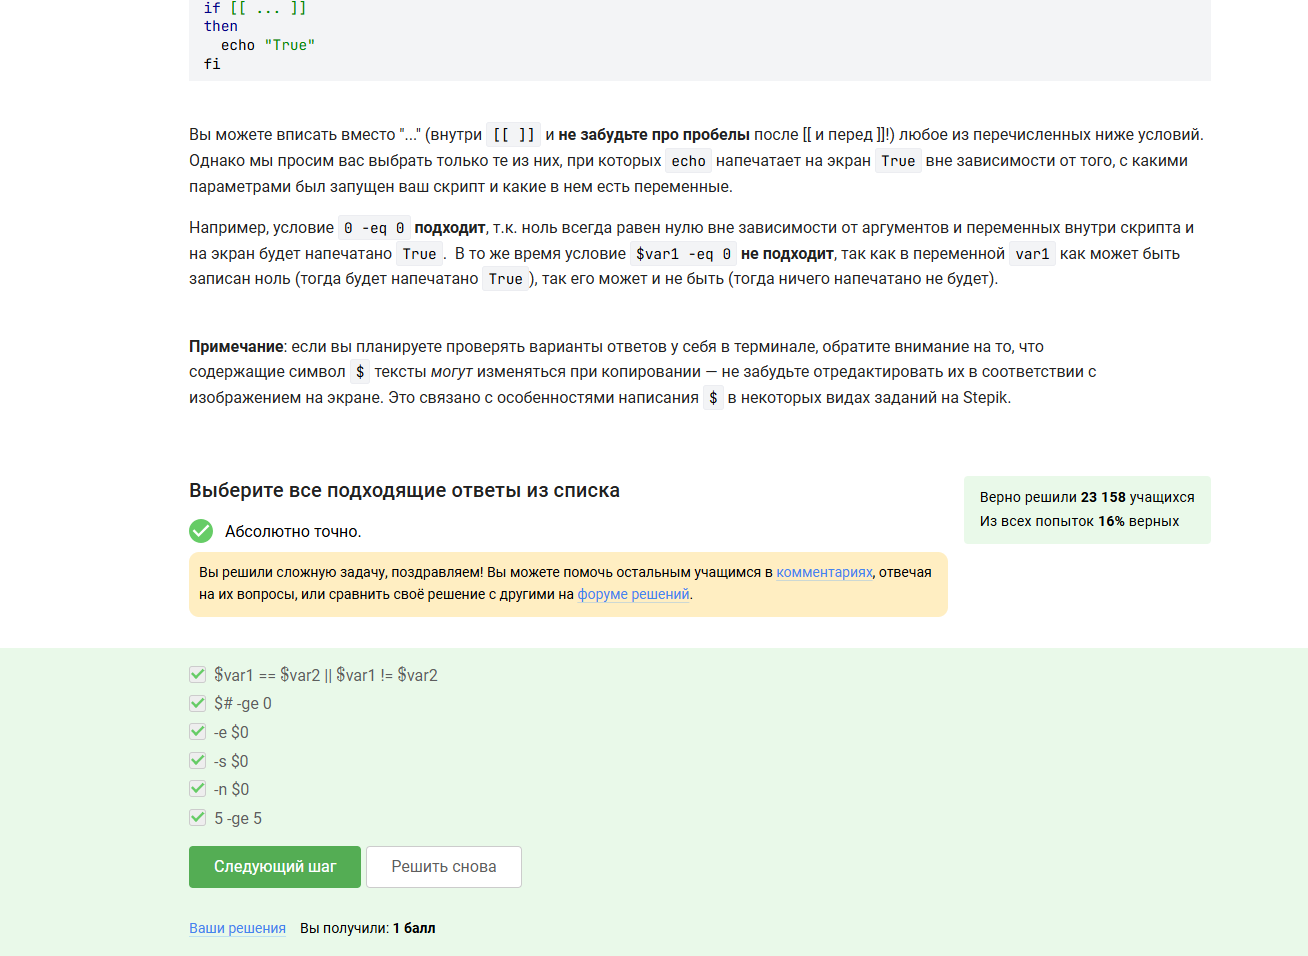 if [[ ... ]]
then
  echo "True"
fi
Вы можете вписать вместо "..." (внутри [[ ]] и не забудьте про пробелы после [[ и перед ]]!) любое из перечисленных ниже условий.
Однако мы просим вас выбрать только те из них, при которых echo напечатает на экран True вне зависимости от того, с какими
параметрами был запущен ваш скрипт и какие в нем есть переменные.
Например, условие 0 -eq 0 подходит, т.к. ноль всегда равен нулю вне зависимости от аргументов и переменных внутри скрипта и
на экран будет напечатано True. В то же время условие $var1 -eq 0 не подходит, так как в переменной var1 как может быть
записан ноль (тогда будет напечатано True), так его может и не быть (тогда ничего напечатано не будет).
Примечание: если вы планируете проверять варианты ответов у себя в терминале, обратите внимание на то, что
содержащие символ $ тексты могут изменяться при копировании — не забудьте отредактировать их в соответствии с
изображением на экране. Это связано с особенностями написания $ в некоторых видах заданий на Stepik.
Выберите все подходящие ответы из списка
Верно решили 23 158 учащихся
Из всех попыток 16% верных
Абсолютно точно.
Вы решили сложную задачу, поздравляем! Вы можете помочь остальным учащимся в комментариях, отвечая
на их вопросы, или сравнить своё решение с другими на форуме решений.
$var1 == $var2 || $var1 != $var2
$# -ge 0
-e $0
-s $0
-n $0
5 -ge 5
Следующий шаг
Решить снова
Ваши решения Вы получили: 1 балл